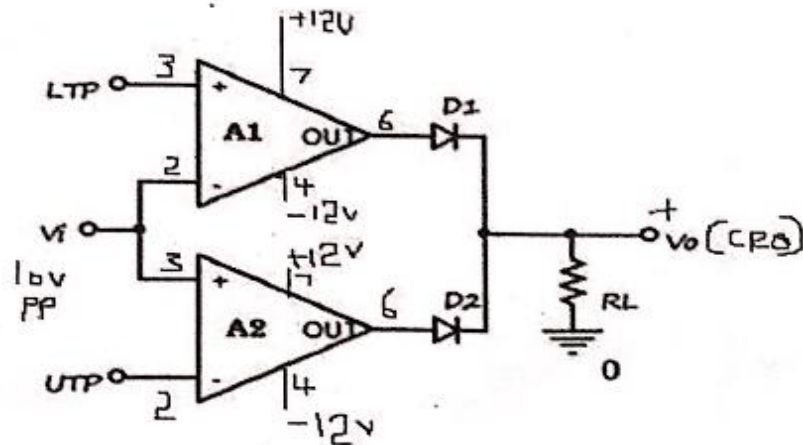 +12V
LTP 3 + 7
A1 OUT 6 D1
2 - 4
-12v
Vi
+ Vo (CRO)
10v
PP
3 + 7 +12v
A2 OUT 6 D2 RL
UTP 2 - 4
0
-12v